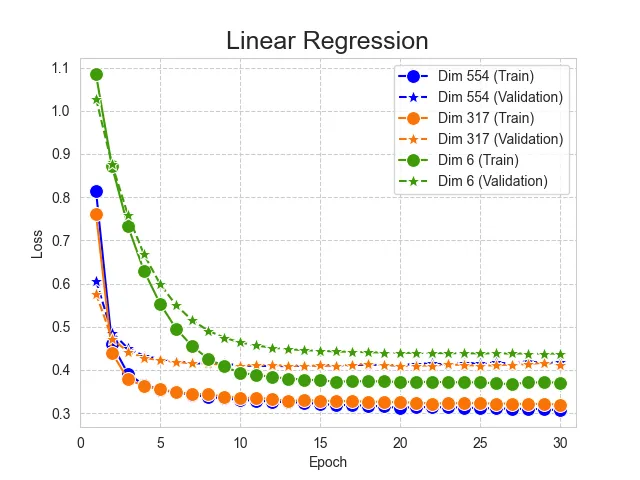 Linear Regression
Dim 554 (Train)
Dim 554 (Validation)
Dim 317 (Train)
Dim 317 (Validation)
Dim 6 (Train)
Dim 6 (Validation)
1.1
1.0
0.9
0.8
0.7
0.6
0.5
0.4
0.3
Loss
0 5 10 15 20 25 30
Epoch